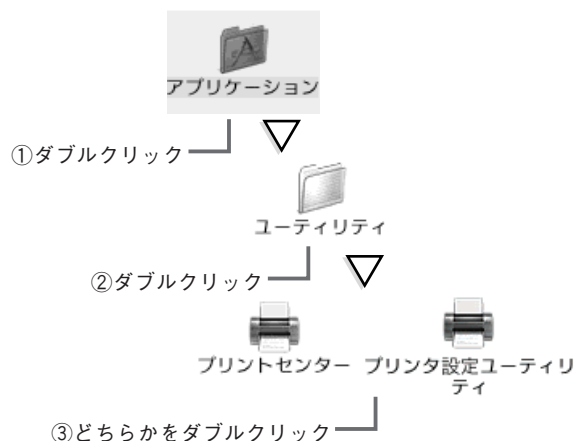 アプリケーション
①ダブルクリック
ユーティリティ
②ダブルクリック
プリントセンター
プリンタ設定ユーティリ
ティ
③どちらかをダブルクリック